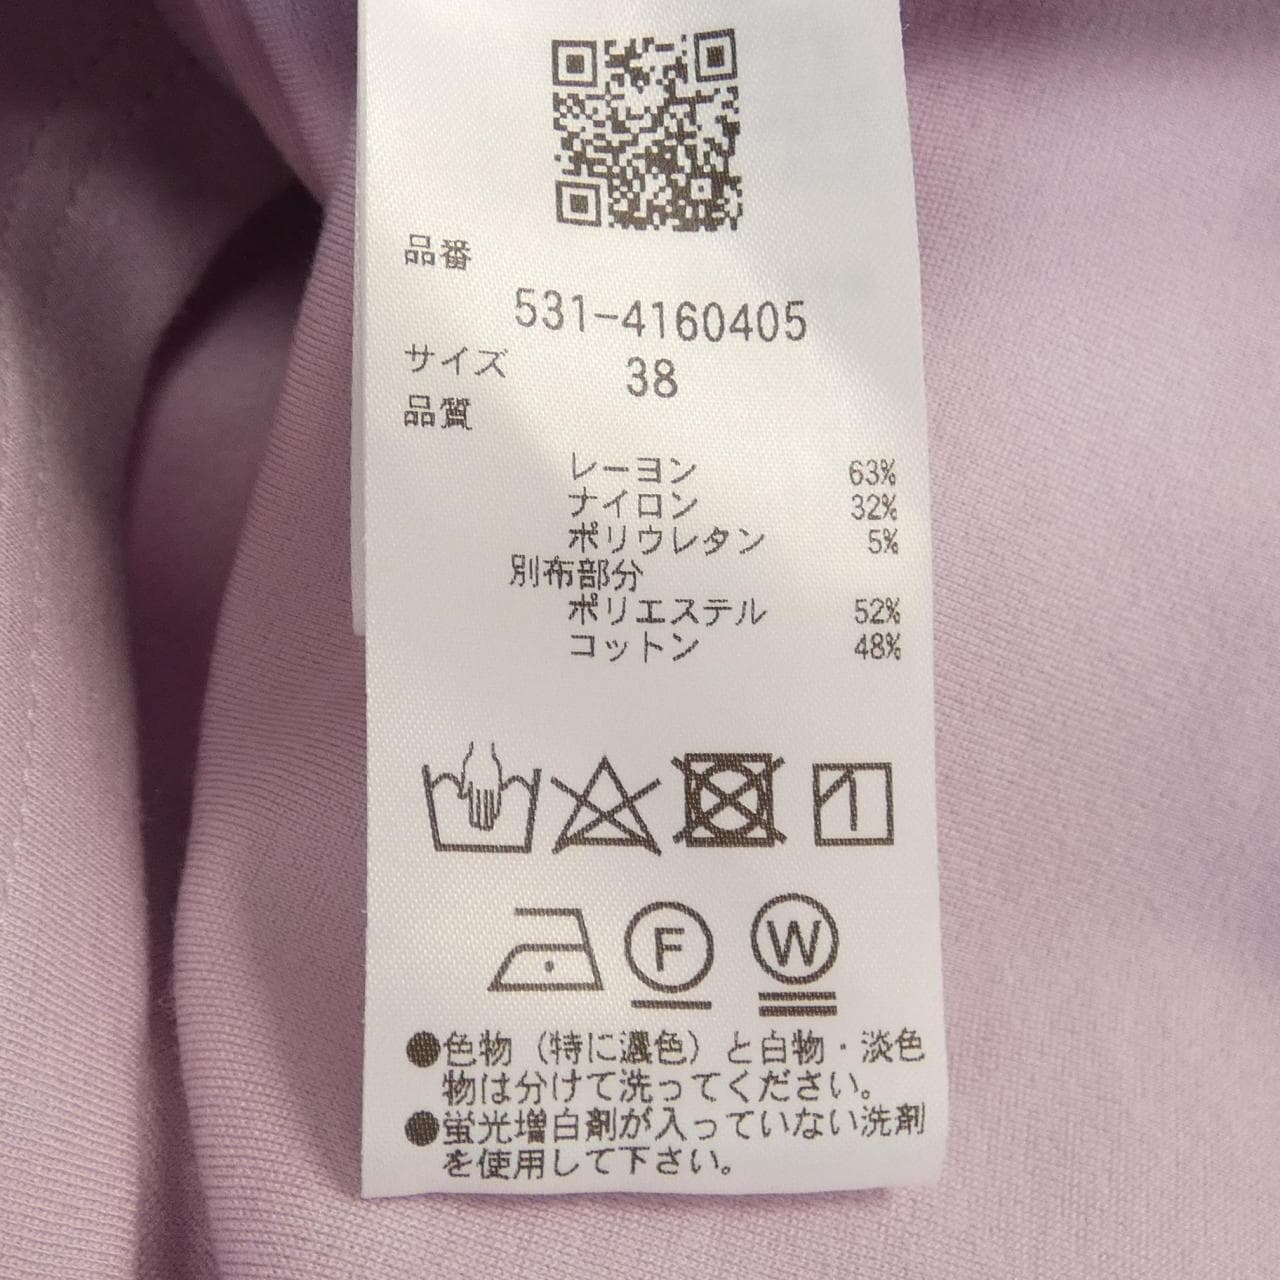 品番
531-4160405
サイズ 38
品質
レーヨン 63%
ナイロン 32%
ポリウレタン 5%
別布部分
ポリエステル 52%
コットン 48%
F W
●色物（特に濃色）と白物・淡色
物は分けて洗ってください。
●蛍光増白剤が入っていない洗剤
を使用して下さい。